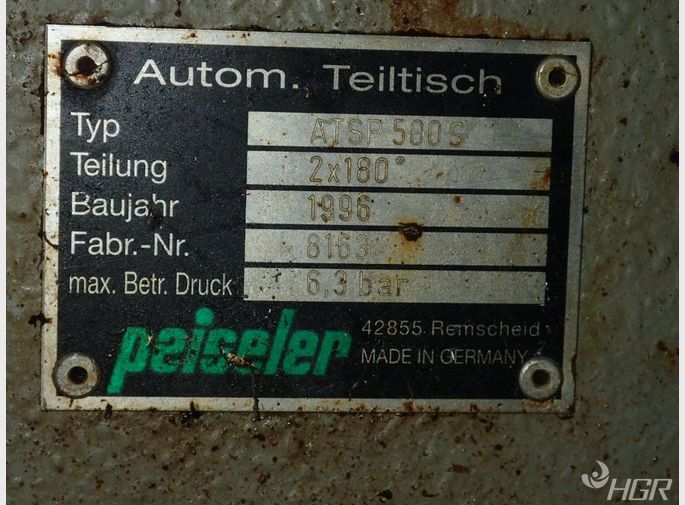 Autom. Teiltisch
Typ ATSP 500 S
Teilung 2x180°
Baujahr 1996
Fabr.-Nr. 8163
max. Betr. Druck 6,3 bar
peiseler
42855 Remscheid
MADE IN GERMANY
HGR